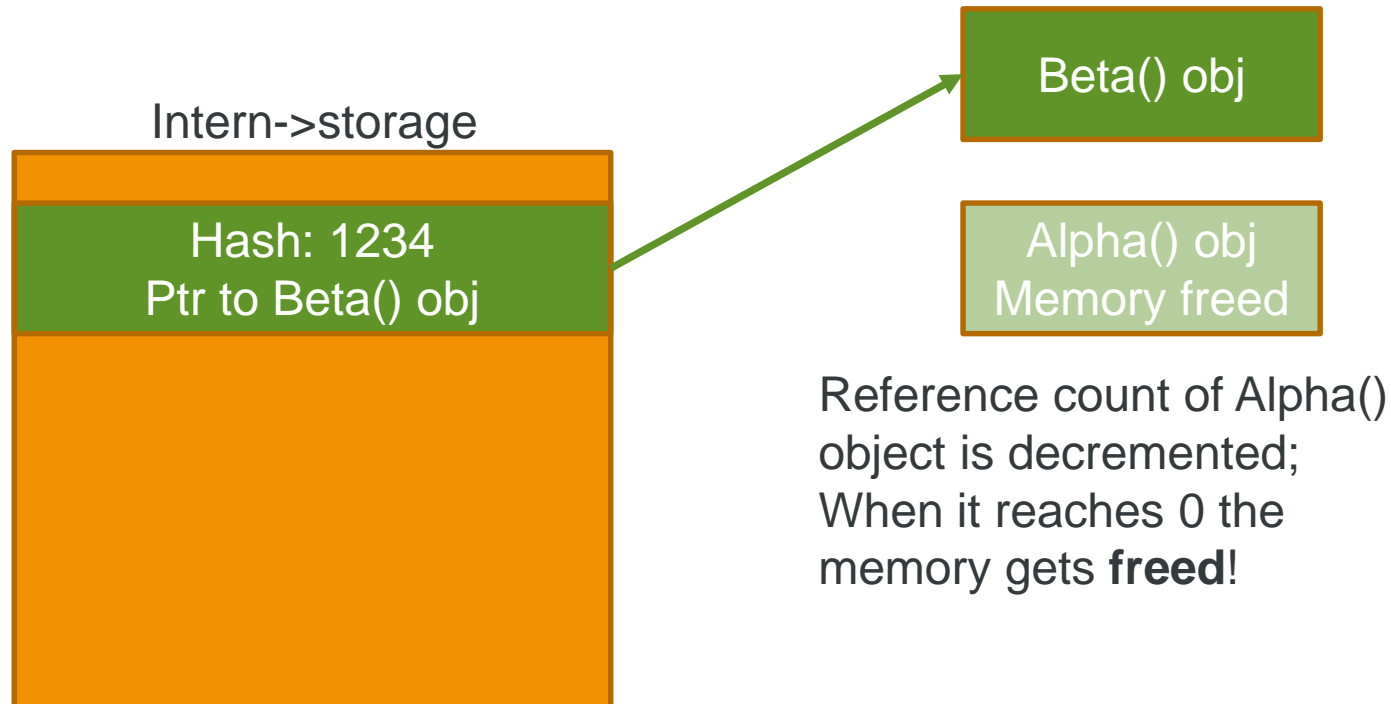 Intern->storage
Hash: 1234
Ptr to Beta() obj
Beta() obj
Alpha() obj
Memory freed
Reference count of Alpha()
object is decremented;
When it reaches 0 the
memory gets freed!